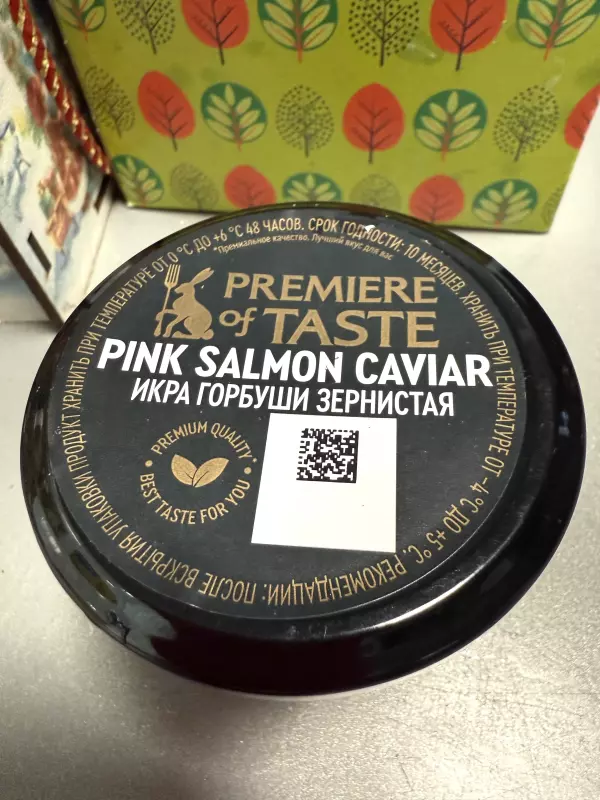 СРОК ГОДНОСТИ: 10 МЕСЯЦЕВ. ХРАНИТЬ ПРИ ТЕМПЕРАТУРЕ ОТ -4 °С ДО +5 °С. РЕКОМЕНДАЦИИ: ПОСЛЕ ВСКРЫТИЯ УПАКОВКИ ПРОДУКТ ХРАНИТЬ ПРИ ТЕМПЕРАТУРЕ ОТ 0 °С ДО +6 °С 48 ЧАСОВ.
*Премиальное качество. Лучший вкус для вас.
PREMIERE
of TASTE
PINK SALMON CAVIAR
ИКРА ГОРБУШИ ЗЕРНИСТАЯ
PREMIUM QUALITY*
BEST TASTE FOR YOU